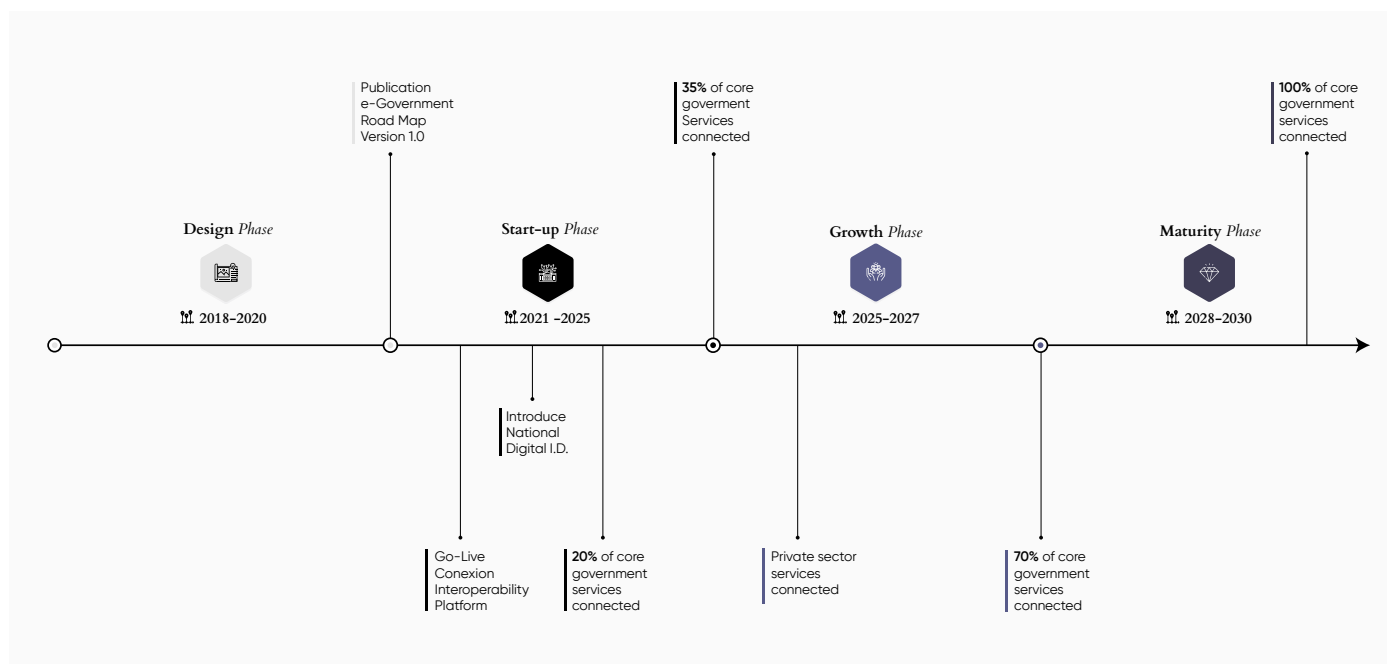 Publication
e-Government
Road Map
Version 1.0
35% of core
goverment
Services
connected
100% of core
government
services
connected
Design Phase
2018-2020
Start-up Phase
2021 -2025
Growth Phase
2025-2027
Maturity Phase
2028-2030
Introduce
National
Digital I.D.
Go-Live
Conexion
Interoperability
Platform
20% of core
government
services
connected
Private sector
services
connected
70% of core
government
services
connected